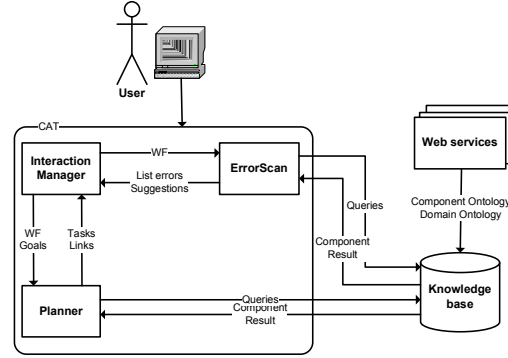 User
CAT
Interaction
Manager
WF
ErrorScan
List errors
Suggestions
Web services
Component Ontology
Domain Ontology
Queries
Component
Result
WF
Goals
Tasks
Links
Planner
Queries
Component
Result
Knowledge
base